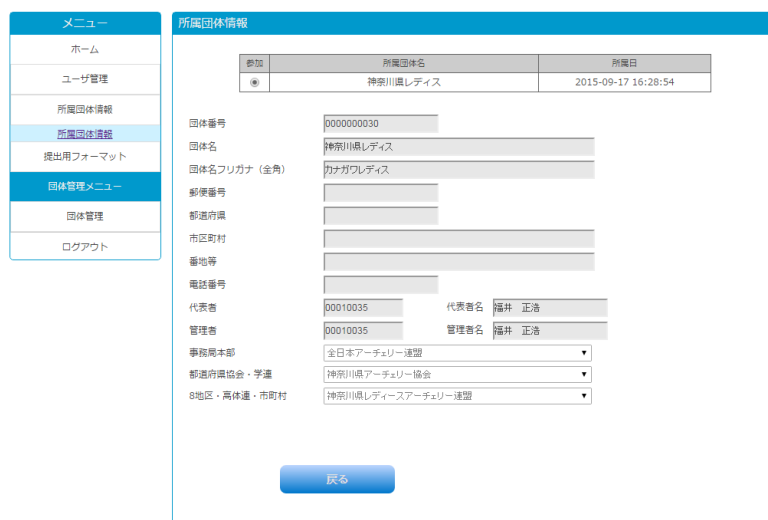 メニュー
ホーム
ユーザ管理
所属団体情報
所属団体情報
提出用フォーマット
団体管理メニュー
団体管理
ログアウト
所属団体情報
参加 所属団体名 所属日
神奈川県レディス 2015-09-17 16:28:54
団体番号 0000000030
団体名 神奈川県レディス
団体名フリガナ（全角） カナガワレディス
郵便番号
都道府県
市区町村
番地等
電話番号
代表者 00010035 代表者名 福井　正浩
管理者 00010035 管理者名 福井　正浩
事務局本部 全日本アーチェリー連盟
都道府県協会・学連 神奈川県アーチェリー協会
8地区・高体連・市町村 神奈川県レディースアーチェリー連盟
戻る